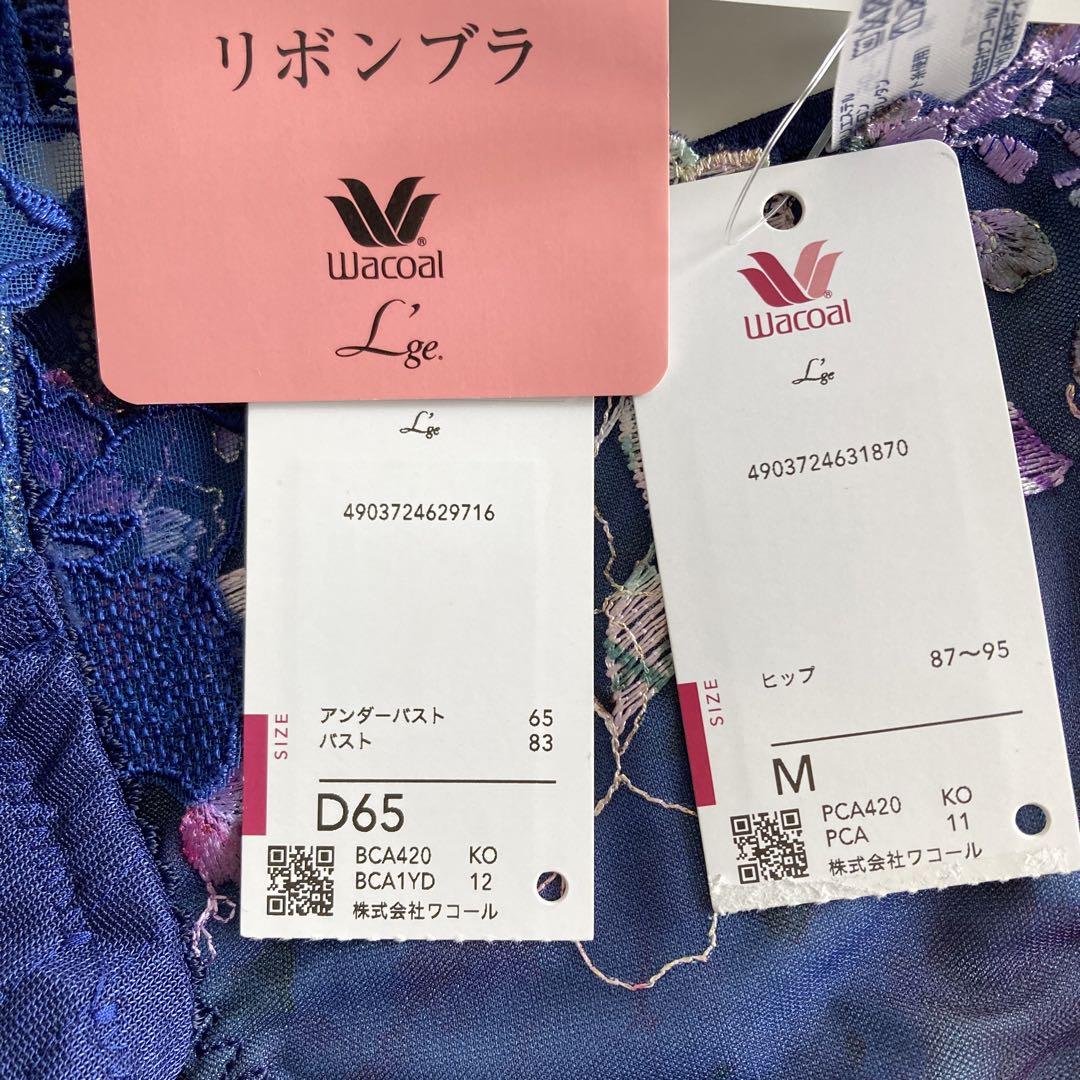 リボンブラ
Wacoal
L'ge.
L'ge
4903724629716
SIZE
アンダーバスト 65
バスト 83
D65
BCA420 KO
BCA1YD 12
株式会社ワコール
Wacoal
L'ge
4903724631870
SIZE
ヒップ 87〜95
M
PCA420 KO
PCA 11
株式会社ワコール